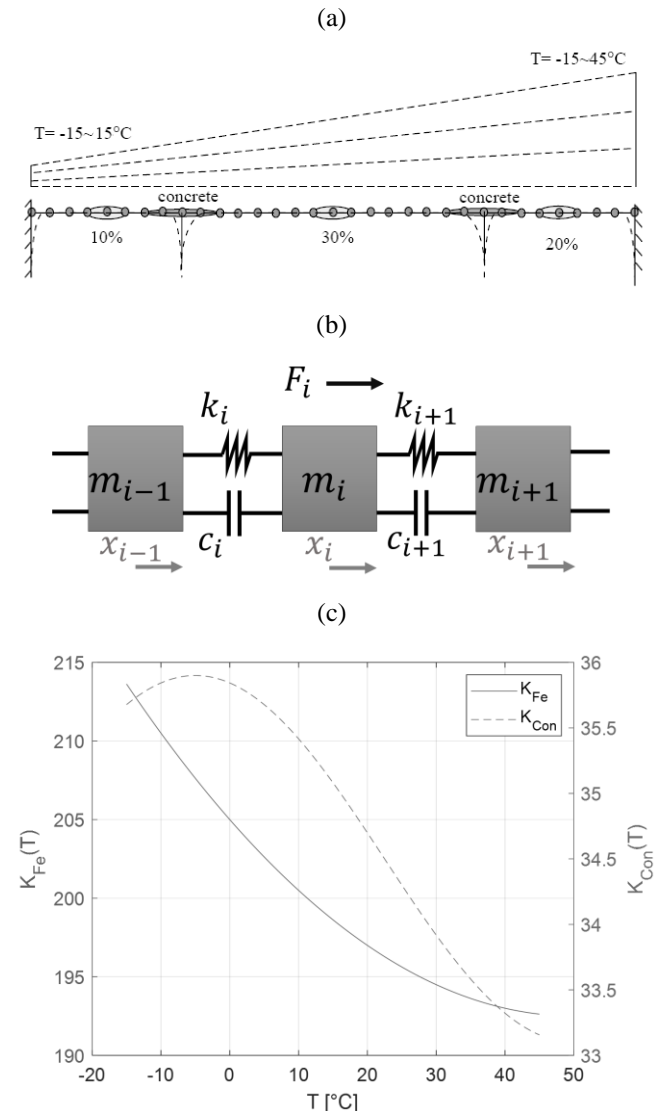 (a)
T= -15~45°C
T= -15~15°C
concrete concrete
10% 30% 20%
(b)
F_i
k_i k_{i+1}
m_{i-1} m_i m_{i+1}
c_i c_{i+1}
x_{i-1} x_i x_{i+1}
(c)
215 36
K_Fe
K_Con
210 35.5
35
205
K_Fe(T) 34.5 K_Con(T)
200
34
195 33.5
190 33
-20 -10 0 10 20 30 40 50
T [°C]